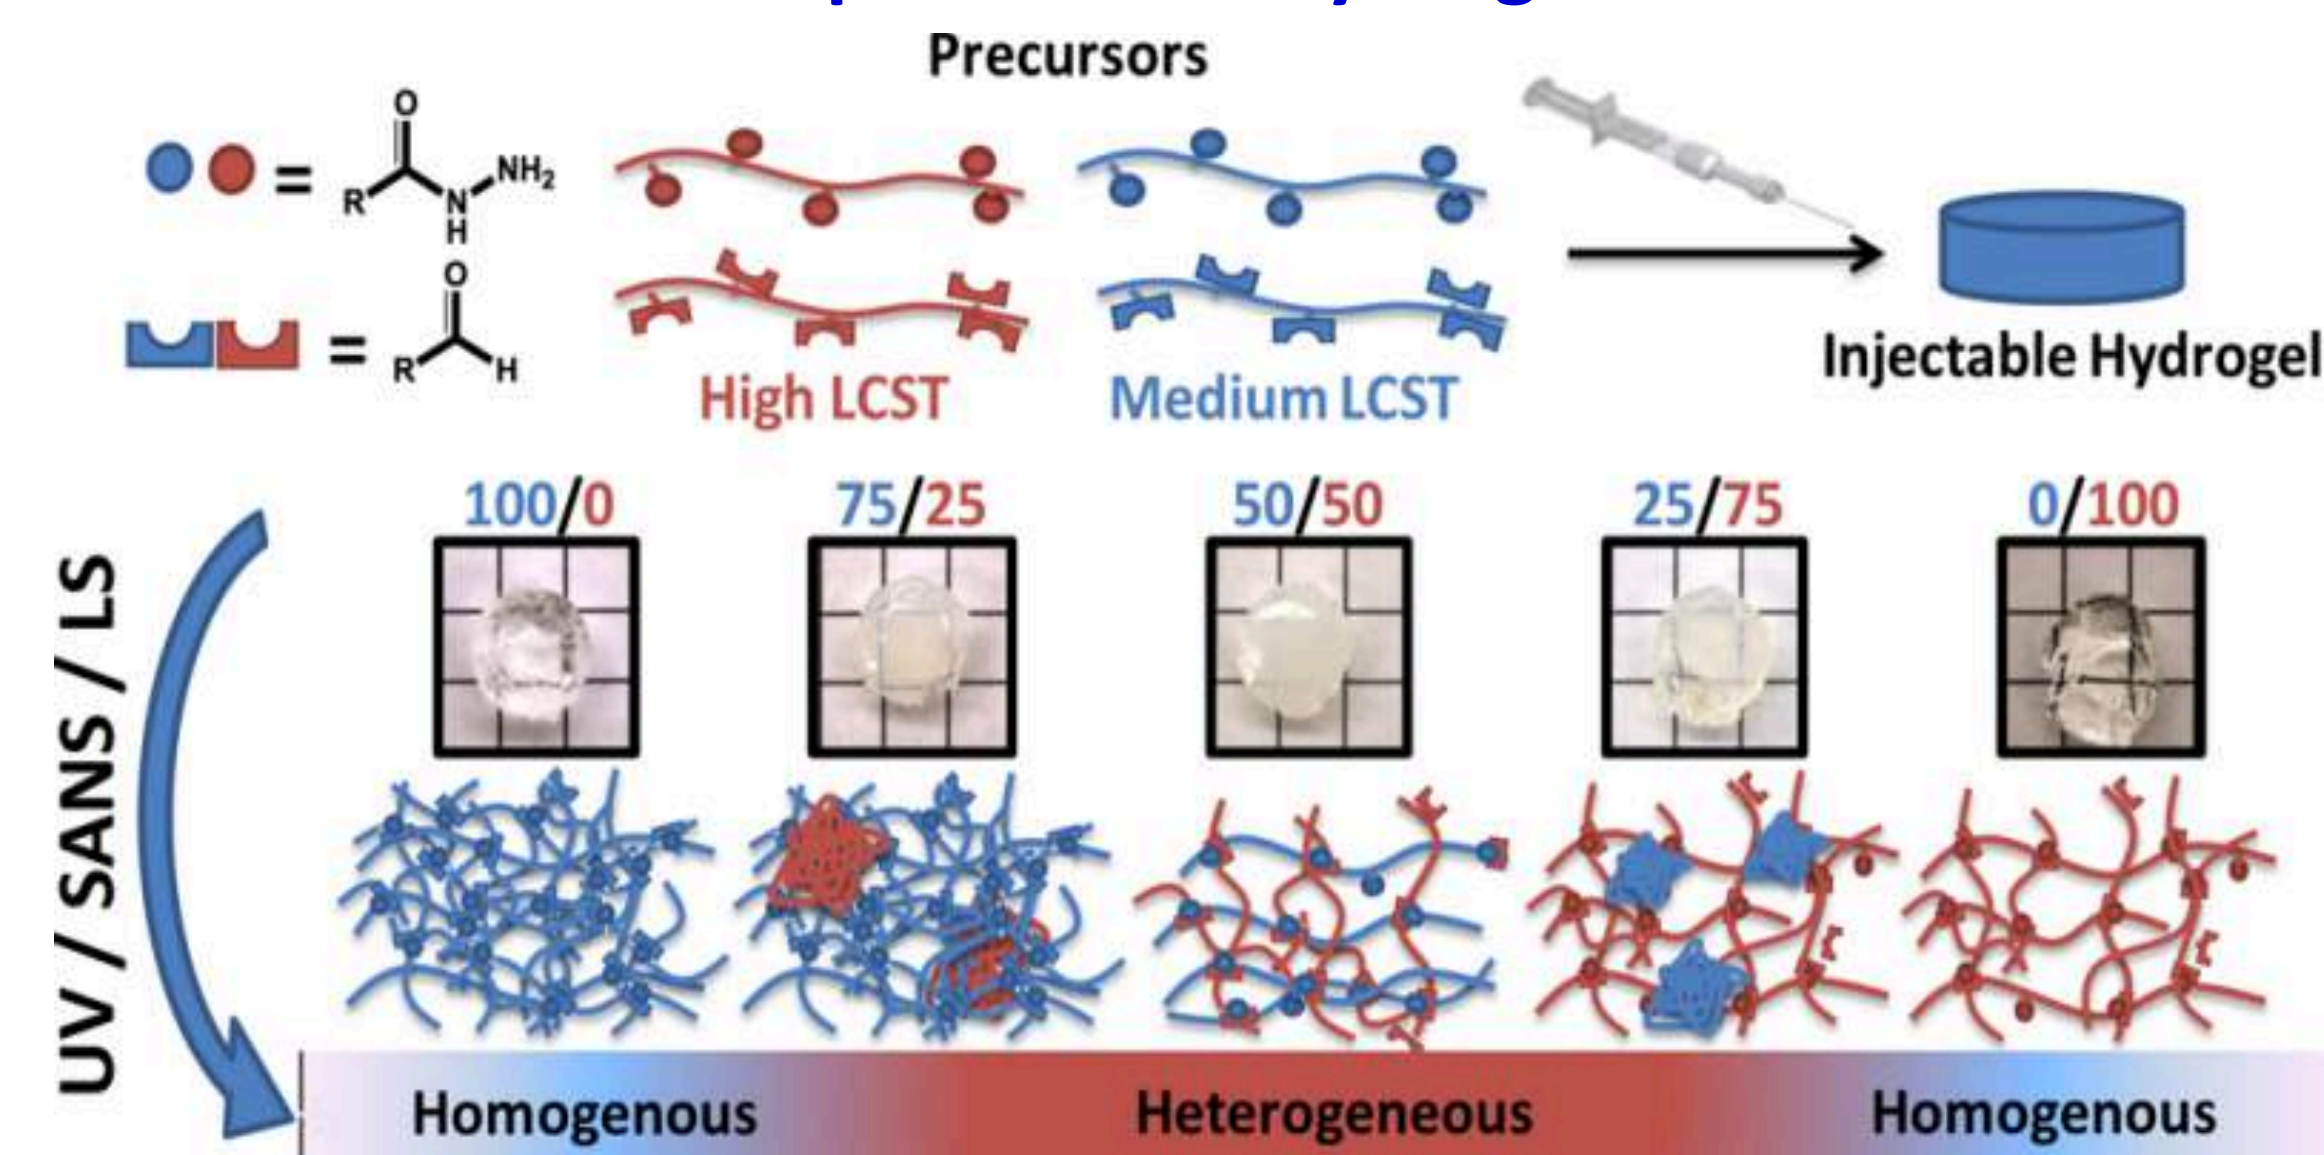 Precursors
O
NH2
R
N
H
=
O
R
H
=
High LCST
Medium LCST
Injectable Hydrogel
100/0
75/25
50/50
25/75
0/100
UV / SANS / LS
Homogenous
Heterogeneous
Homogenous